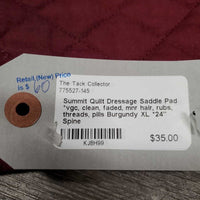 Retail (New) Price
is $ 60
The Tack Collector
775527-145
Summit Quilt Dressage Saddle Pad
*vgc, clean, faded, mnr hair, rubs,
threads, pills Burgundy XL *24"
Spine
KJBH99
$35.00